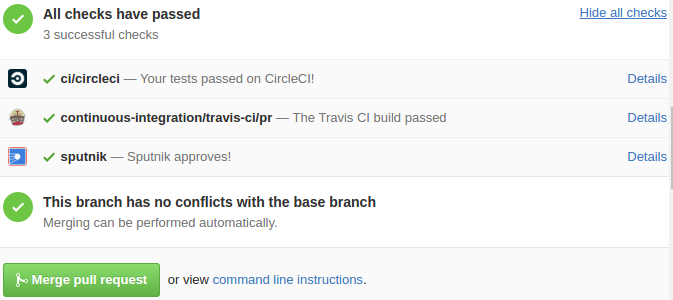 All checks have passed
Hide all checks
3 successful checks
ci/circleci — Your tests passed on CircleCI!
Details
continuous-integration/travis-ci/pr — The Travis CI build passed
Details
sputnik — Sputnik approves!
Details
This branch has no conflicts with the base branch
Merging can be performed automatically.
Merge pull request or view command line instructions.